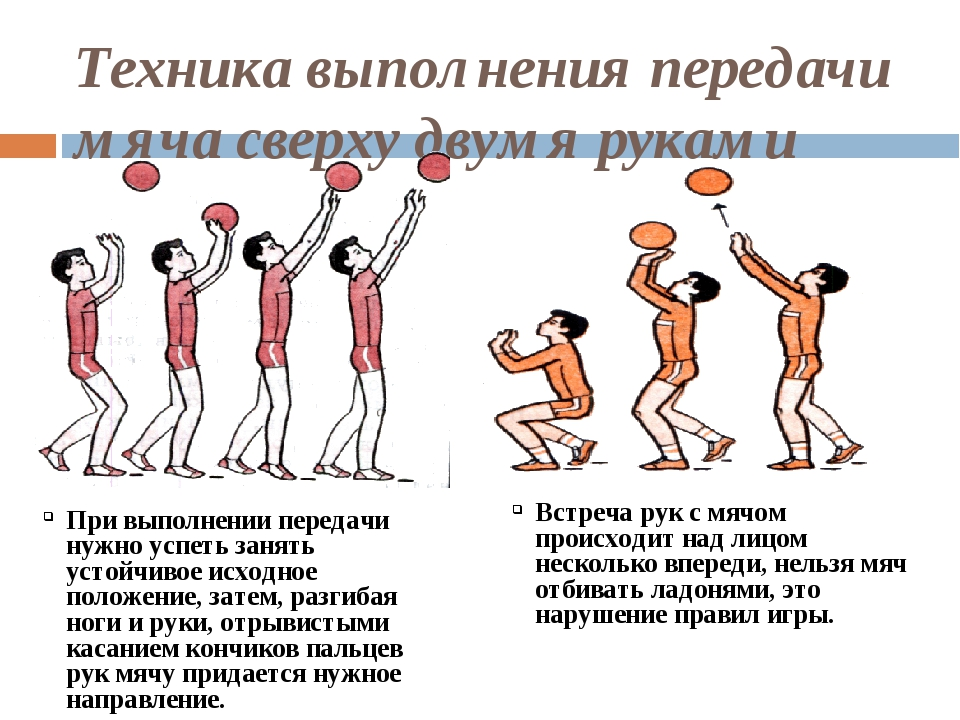 Техника выполнения передачи
мяча сверху двумя руками
При выполнении передачи
нужно успеть занять
устойчивое исходное
положение, затем, разгибая
ноги и руки, отрывистыми
касанием кончиков пальцев
рук мячу придается нужное
направление.
Встреча рук с мячом
происходит над лицом
несколько впереди, нельзя мяч
отбивать ладонями, это
нарушение правил игры.